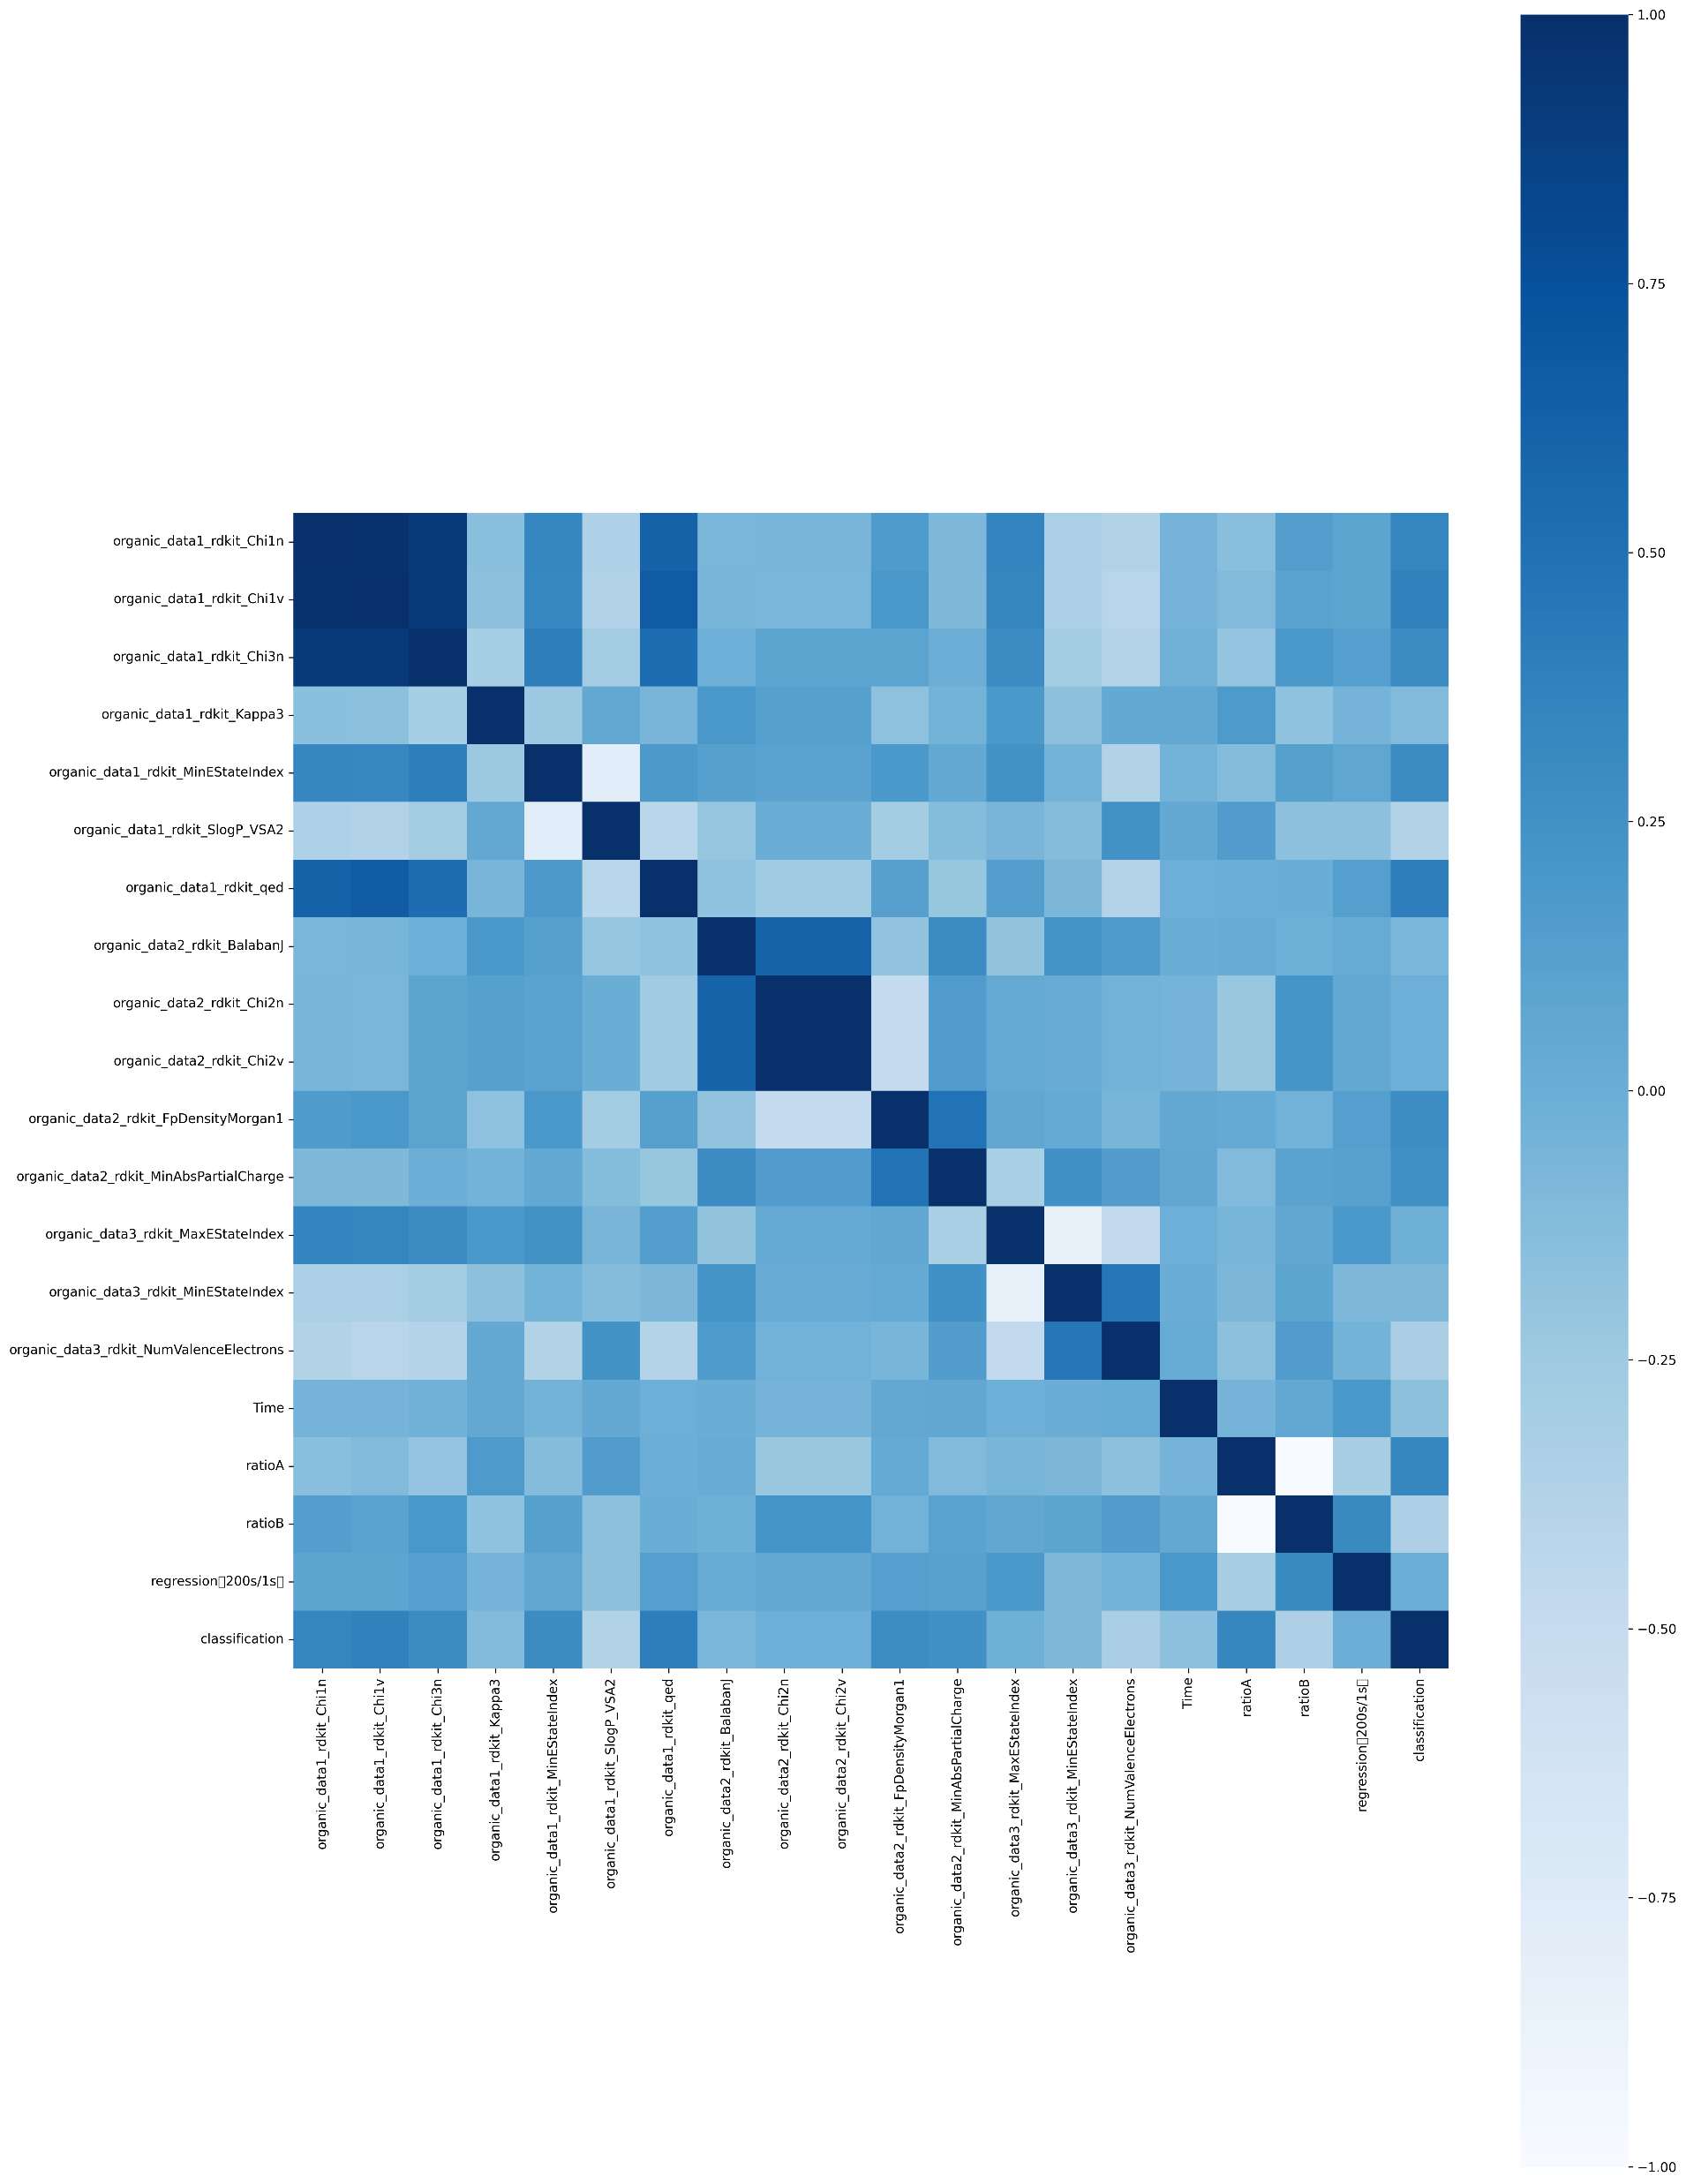 organic_data1_rdkit_Chi1n
organic_data1_rdkit_Chi1v
organic_data1_rdkit_Chi3n
organic_data1_rdkit_Kappa3
organic_data1_rdkit_MinEStateIndex
organic_data1_rdkit_SlogP_VSA2
organic_data1_rdkit_qed
organic_data2_rdkit_BalabanJ
organic_data2_rdkit_Chi2n
organic_data2_rdkit_Chi2v
organic_data2_rdkit_FpDensityMorgan1
organic_data2_rdkit_MinAbsPartialCharge
organic_data3_rdkit_MaxEStateIndex
organic_data3_rdkit_MinEStateIndex
organic_data3_rdkit_NumValenceElectrons
Time
ratioA
ratioB
regression▯200s/1s▯
classification
organic_data1_rdkit_Chi1n
organic_data1_rdkit_Chi1v
organic_data1_rdkit_Chi3n
organic_data1_rdkit_Kappa3
organic_data1_rdkit_MinEStateIndex
organic_data1_rdkit_SlogP_VSA2
organic_data1_rdkit_qed
organic_data2_rdkit_BalabanJ
organic_data2_rdkit_Chi2n
organic_data2_rdkit_Chi2v
organic_data2_rdkit_FpDensityMorgan1
organic_data2_rdkit_MinAbsPartialCharge
organic_data3_rdkit_MaxEStateIndex
organic_data3_rdkit_MinEStateIndex
organic_data3_rdkit_NumValenceElectrons
Time
ratioA
ratioB
regression▯200s/1s▯
classification
1.00
0.75
0.50
0.25
0.00
−0.25
−0.50
−0.75
−1.00